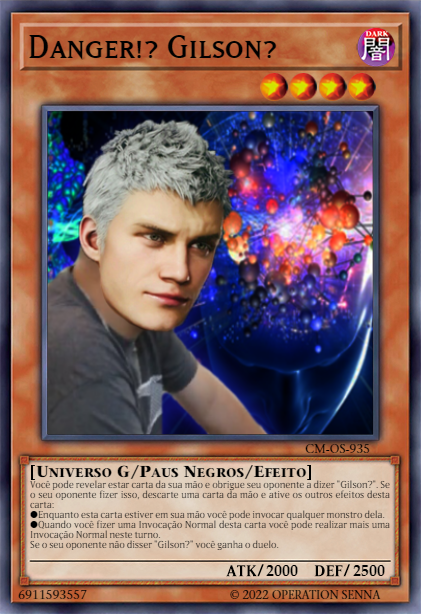 Danger!? Gilson?
DARK
闇
CM-OS-935
[Universo G/Paus Negros/Efeito]
Você pode revelar estar carta da sua mão e obrigue seu oponente a dizer "Gilson?". Se
o seu oponente fizer isso, descarte uma carta da mão e ative os outros efeitos desta
carta:
●Enquanto esta carta estiver em sua mão você pode invocar qualquer monstro dela.
●Quando você fizer uma Invocação Normal desta carta você pode realizar mais uma
Invocação Normal neste turno.
Se o seu oponente não disser "Gilson?" você ganha o duelo.
ATK/2000 DEF/2500
6911593557 © 2022 OPERATION SENNA